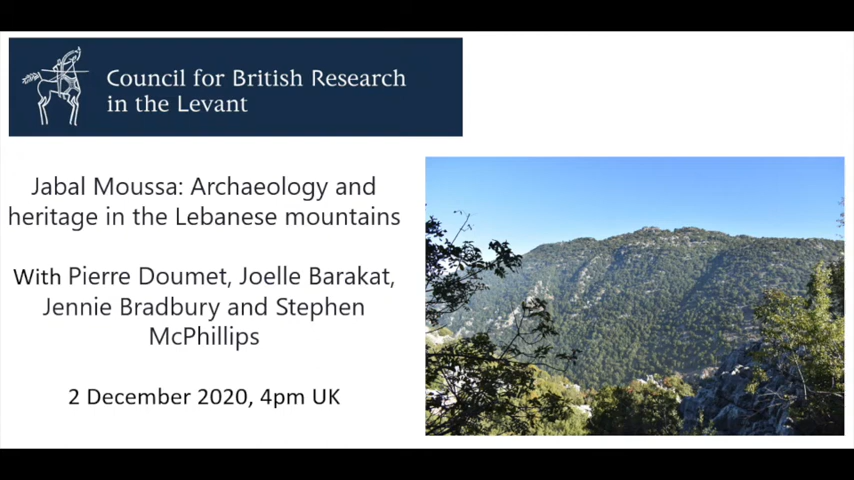 Council for British Research
in the Levant
Jabal Moussa: Archaeology and
heritage in the Lebanese mountains
With Pierre Doumet, Joelle Barakat,
Jennie Bradbury and Stephen
McPhillips
2 December 2020, 4pm UK